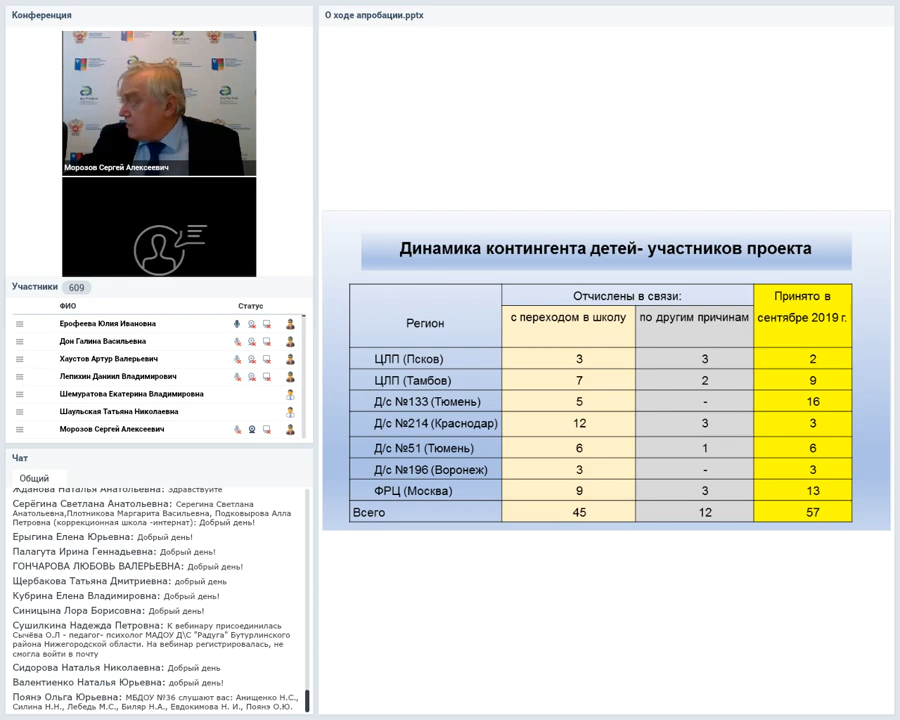 Конференция
Морозов Сергей Алексеевич
Участники 609
ФИО Статус
Ерофеева Юлия Ивановна
Дон Галина Васильевна
Хаустов Артур Валерьевич
Лепихин Даниил Владимирович
Шемуратова Екатерина Владимировна
Шаульская Татьяна Николаевна
Морозов Сергей Алексеевич
Чат
Общий
Жданова Наталья Анатольевна: Здравствуйте
Серёгина Светлана Анатольевна: Серегина Светлана
Анатольевна,Плотникова Маргарита Васильевна, Подковырова Алла
Петровна (коррекционная школа -интернат): Добрый день!
Ерыгина Елена Юрьевна: Добрый день!
Палагута Ирина Геннадьевна: Добрый день!
ГОНЧАРОВА ЛЮБОВЬ ВАЛЕРЬЕВНА: Добрый день!
Щербакова Татьяна Дмитриевна: добрый день
Кубрина Елена Владимировна: Добрый день!
Синицына Лора Борисовна: Добрый день!
Сушилкина Надежда Петровна: К вебинару присоединилась
Сычёва О.Л - педагог- психолог МАДОУ Д\С "Радуга" Бутурлинского
района Нижегородской области. На вебинар регистрировалась, не
смогла войти в почту
Сидорова Наталья Николаевна: Добрый день
Валентиенко Наталья Юрьевна: добрый день!
Поянэ Ольга Юрьевна: МБДОУ №36 слушают вас: Анищенко Н.С.,
Силина Н.Н., Лебедь М.С., Биляр Н.А., Евдокимова Н. И., Поянэ О.Ю.
О ходе апробации.pptx
Динамика контингента детей- участников проекта
Регион
Отчислены в связи:
с переходом в школу по другим причинам
Принято в
сентябре 2019 г.
ЦЛП (Псков) 3 3 2
ЦЛП (Тамбов) 7 2 9
Д/с №133 (Тюмень) 5 - 16
Д/с №214 (Краснодар) 12 3 3
Д/с №51 (Тюмень) 6 1 6
Д/с №196 (Воронеж) 3 - 3
ФРЦ (Москва) 9 3 13
Всего 45 12 57